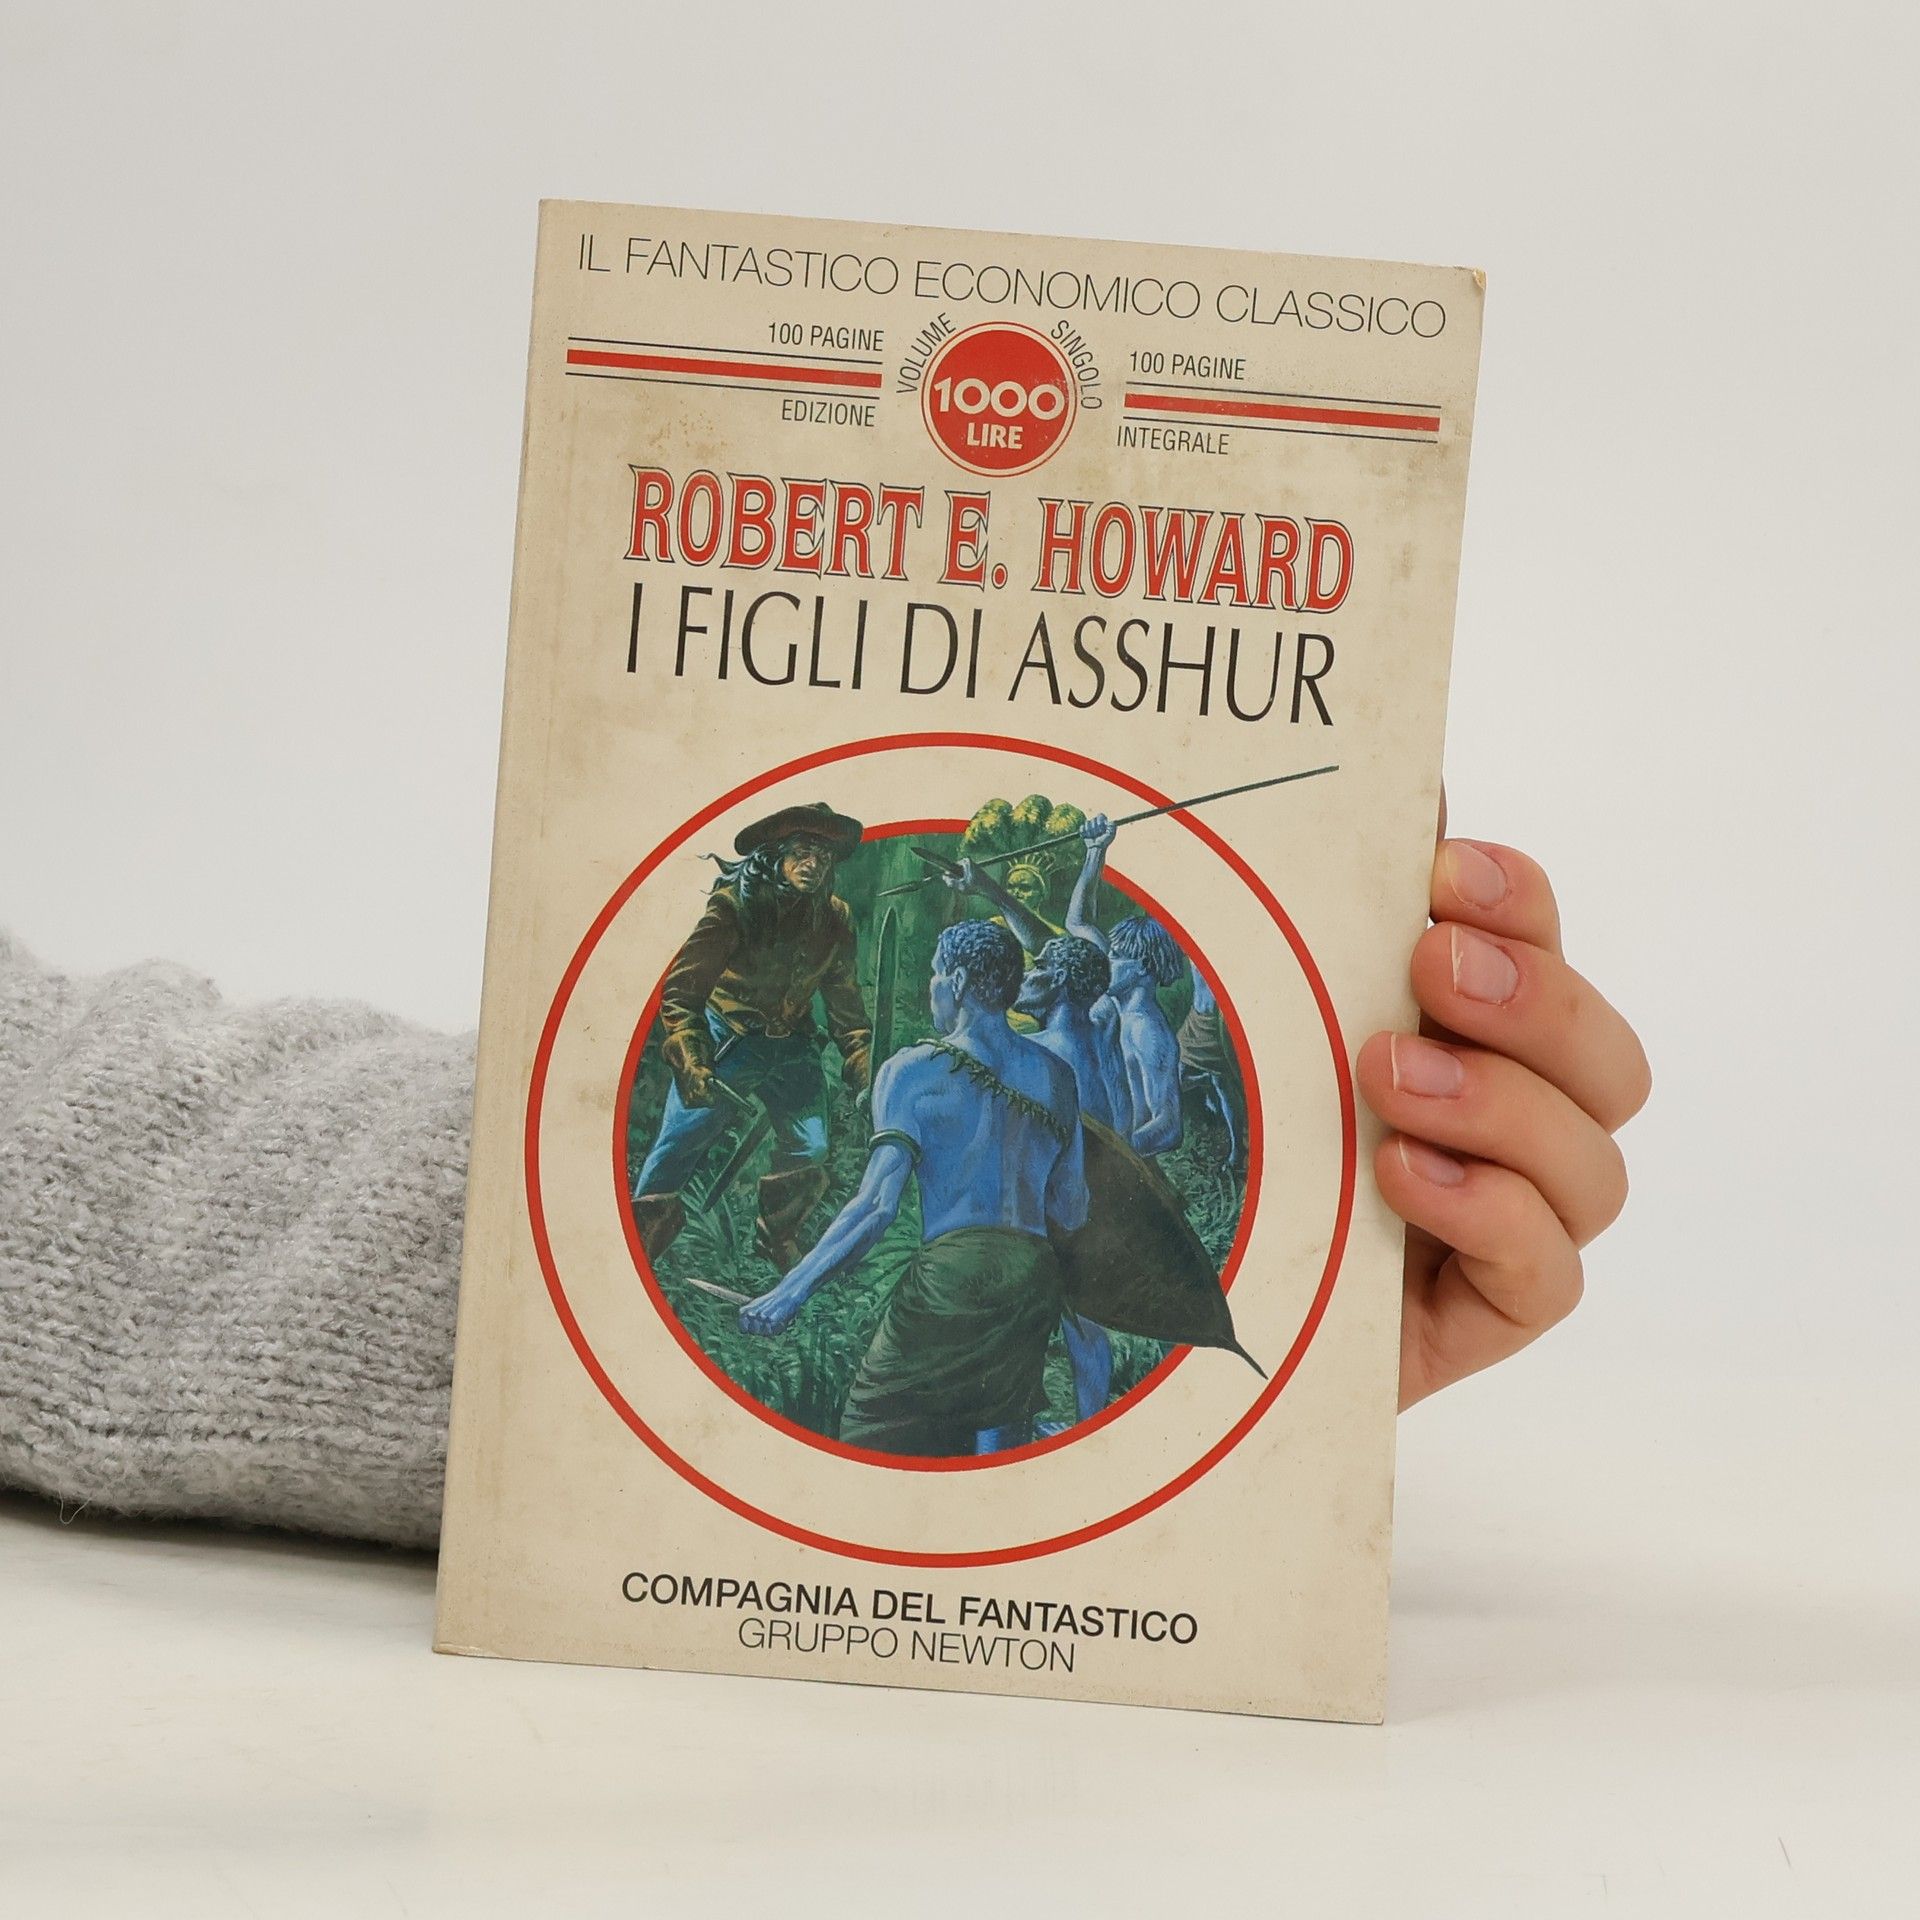 IL FANTASTICO ECONOMICO CLASSICO
100 PAGINE
EDIZIONE
VOLUME SINGOLO
1000
LIRE
100 PAGINE
INTEGRALE
ROBERT E. HOWARD
I FIGLI DI ASSHUR
COMPAGNIA DEL FANTASTICO
GRUPPO NEWTON